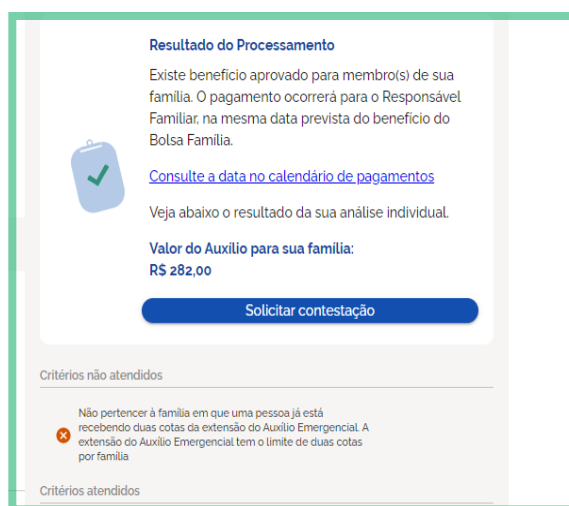 Resultado do Processamento
Existe benefício aprovado para membro(s) de sua
família. O pagamento ocorrerá para o Responsável
Familiar, na mesma data prevista do benefício do
Bolsa Família.
Consulte a data no calendário de pagamentos
Veja abaixo o resultado da sua análise individual.
Valor do Auxílio para sua família:
R$ 282,00
Solicitar contestação
Critérios não atendidos
Não pertencer à família em que uma pessoa já está
recebendo duas cotas da extensão do Auxílio Emergencial. A
extensão do Auxílio Emergencial tem o limite de duas cotas
por família
Critérios atendidos